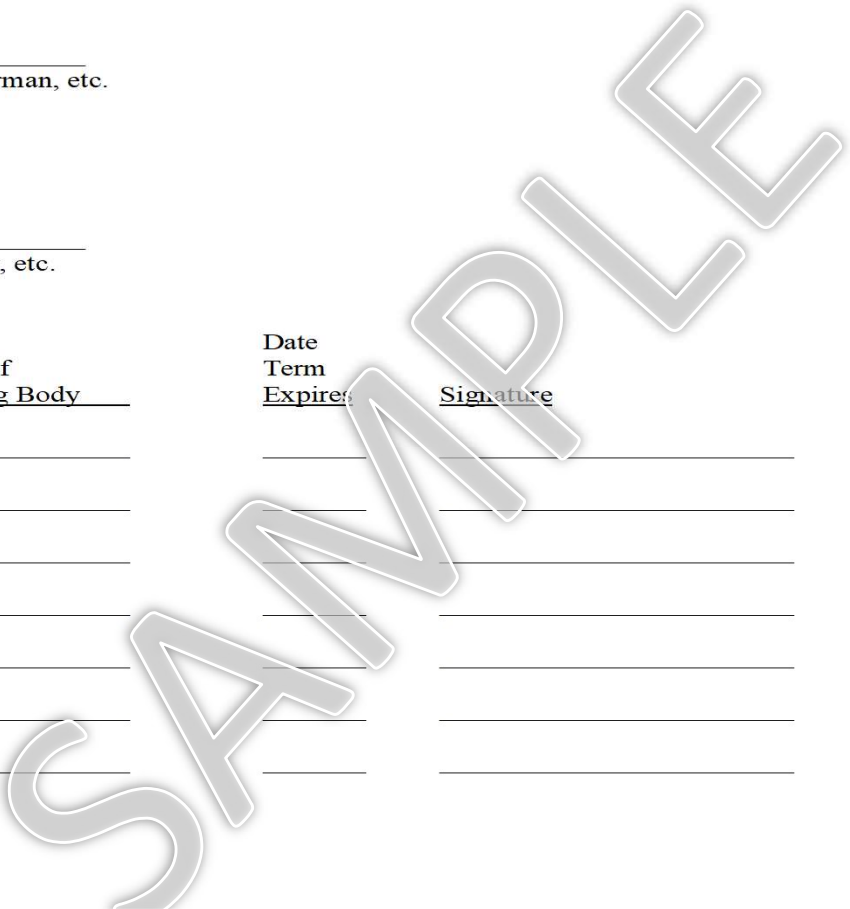 rman, etc.
, etc.
Date
f Term
g Body Expires Signature
SAMPLE